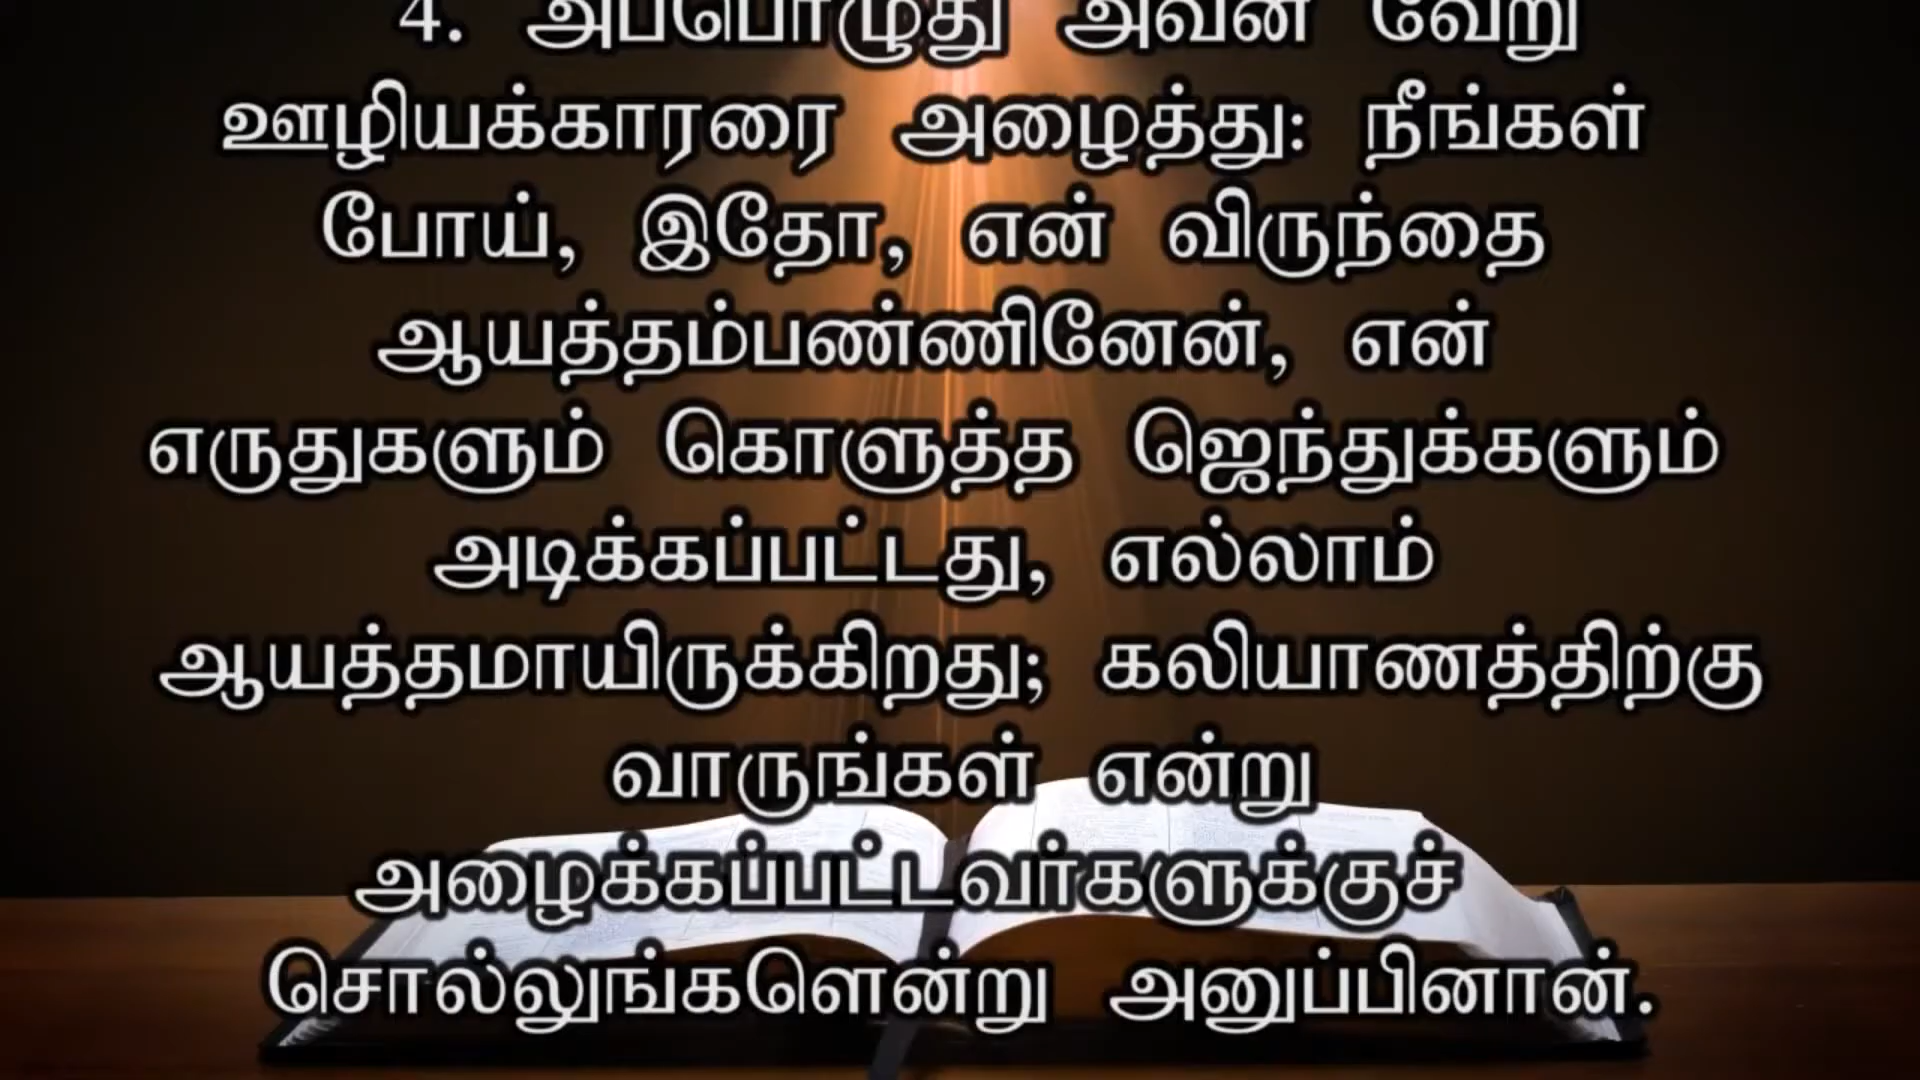 4. அப்பொழுது அவன் வேறு
ஊழியக்காரரை அழைத்து: நீங்கள்
போய், இதோ, என் விருந்தை
ஆயத்தம்பண்ணினேன், என்
எருதுகளும் கொளுத்த ஜெந்துக்களும்
அடிக்கப்பட்டது, எல்லாம்
ஆயத்தமாயிருக்கிறது; கலியாணத்திற்கு
வாருங்கள் என்று
அழைக்கப்பட்டவர்களுக்குச்
சொல்லுங்களென்று அனுப்பினான்.